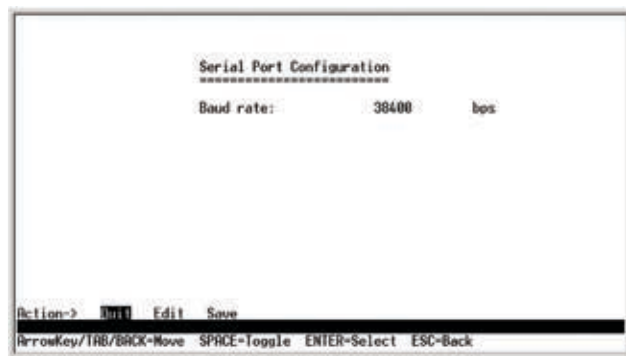 Serial Port Configuration
=========================
Baud rate: 38400 bps
Action-> Quit Edit Save
ArrowKey/TAB/BACK=Move SPACE=Toggle ENTER=Select ESC=Back